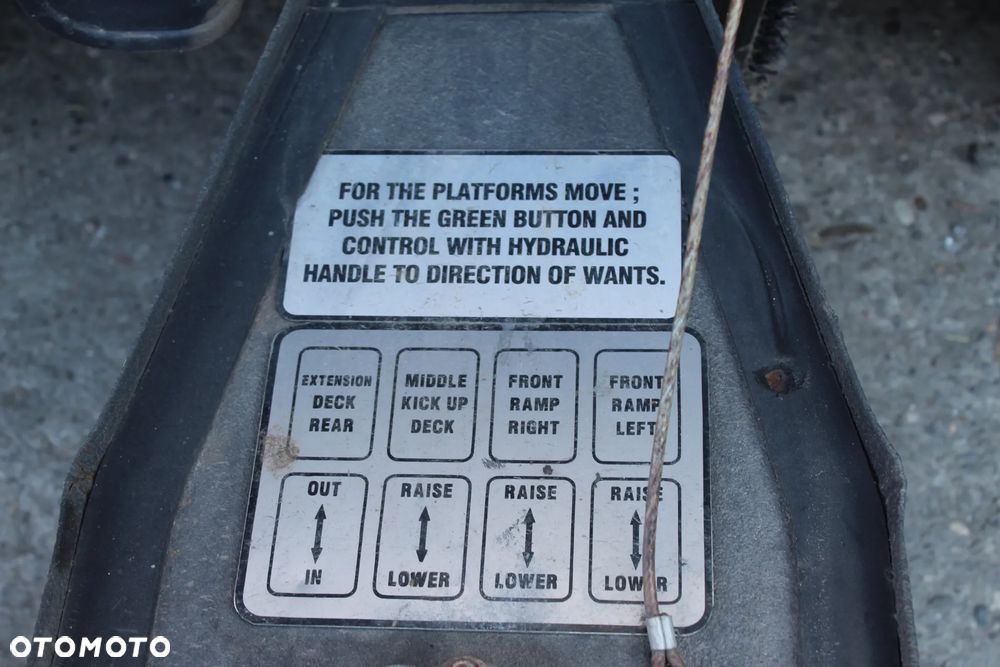 FOR THE PLATFORMS MOVE ;
PUSH THE GREEN BUTTON AND
CONTROL WITH HYDRAULIC
HANDLE TO DIRECTION OF WANTS.
EXTENSION
DECK
REAR
MIDDLE
KICK UP
DECK
FRONT
RAMP
RIGHT
FRONT
RAMP
LEFT
OUT
IN
RAISE
LOWER
RAISE
LOWER
RAISE
LOWER
OTOMOTO